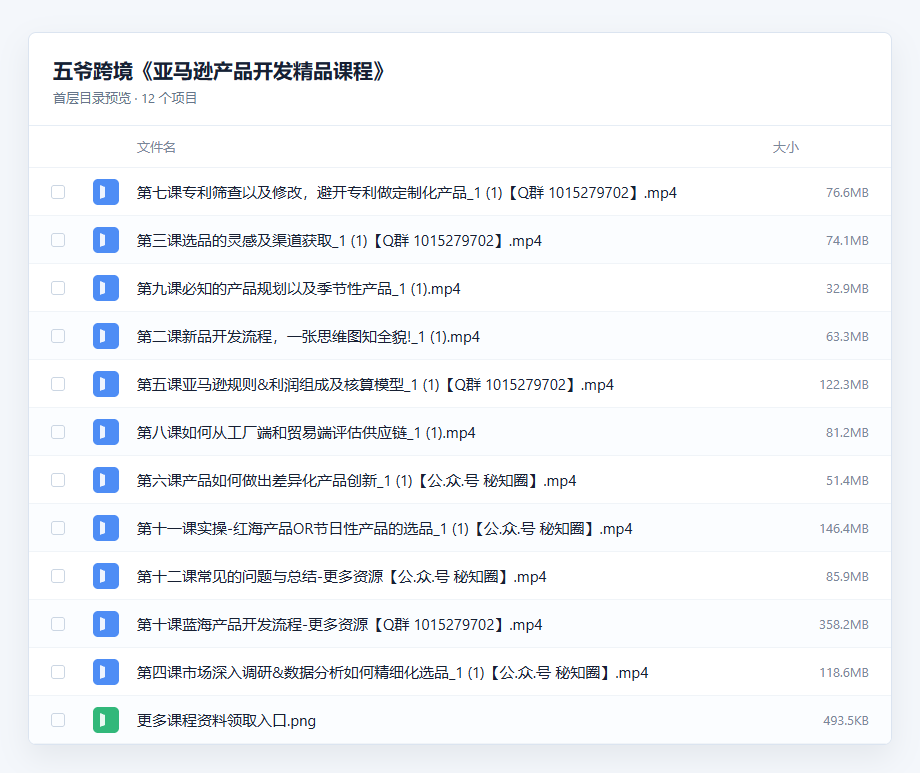 五爷跨境《亚马逊产品开发精品课程》
首层目录预览 · 12 个项目
文件名 大小
第七课专利筛查以及修改，避开专利做定制化产品_1 (1)【Q群 1015279702】.mp4 76.6MB
第三课选品的灵感及渠道获取_1 (1)【Q群 1015279702】.mp4 74.1MB
第九课必知的产品规划以及季节性产品_1 (1).mp4 32.9MB
第二课新品开发流程，一张思维图知全貌!_1 (1).mp4 63.3MB
第五课亚马逊规则&利润组成及核算模型_1 (1)【Q群 1015279702】.mp4 122.3MB
第八课如何从工厂端和贸易端评估供应链_1 (1).mp4 81.2MB
第六课产品如何做出差异化产品创新_1 (1)【公.众.号 秘知圈】.mp4 51.4MB
第十一课实操-红海产品OR节日性产品的选品_1 (1)【公.众.号 秘知圈】.mp4 146.4MB
第十二课常见的问题与总结-更多资源【公.众.号 秘知圈】.mp4 85.9MB
第十课蓝海产品开发流程-更多资源【Q群 1015279702】.mp4 358.2MB
第四课市场深入调研&数据分析如何精细化选品_1 (1)【公.众.号 秘知圈】.mp4 118.6MB
更多课程资料领取入口.png 493.5KB